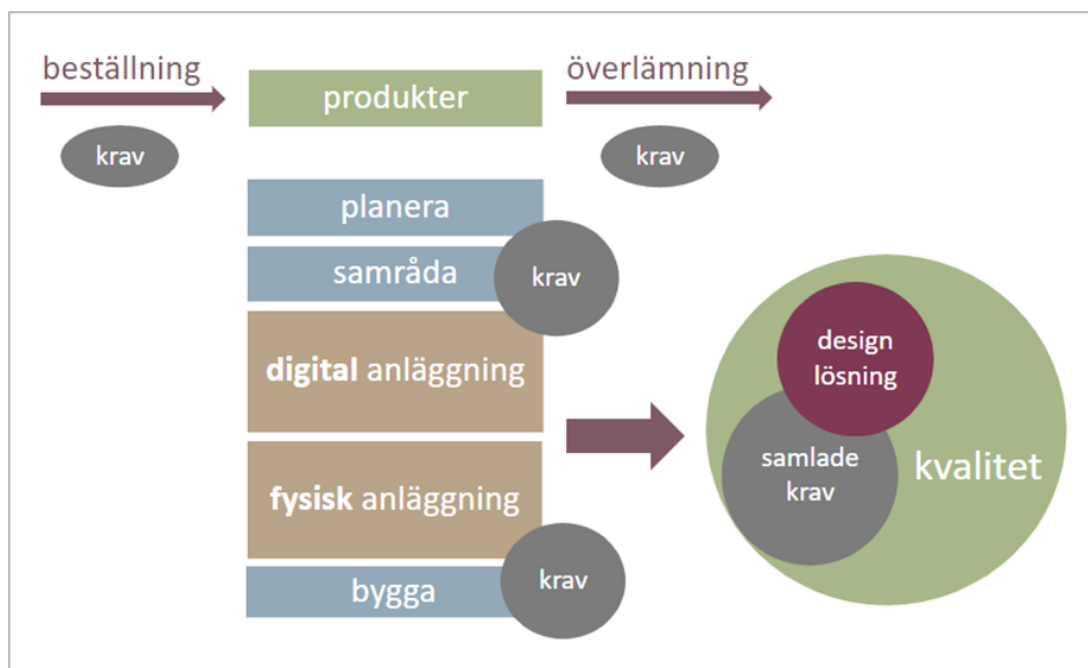 beställning
produkter
överlämning
krav
krav
planera
samråda
krav
digital anläggning
fysisk anläggning
bygga
krav
design
lösning
samlade
krav
kvalitet